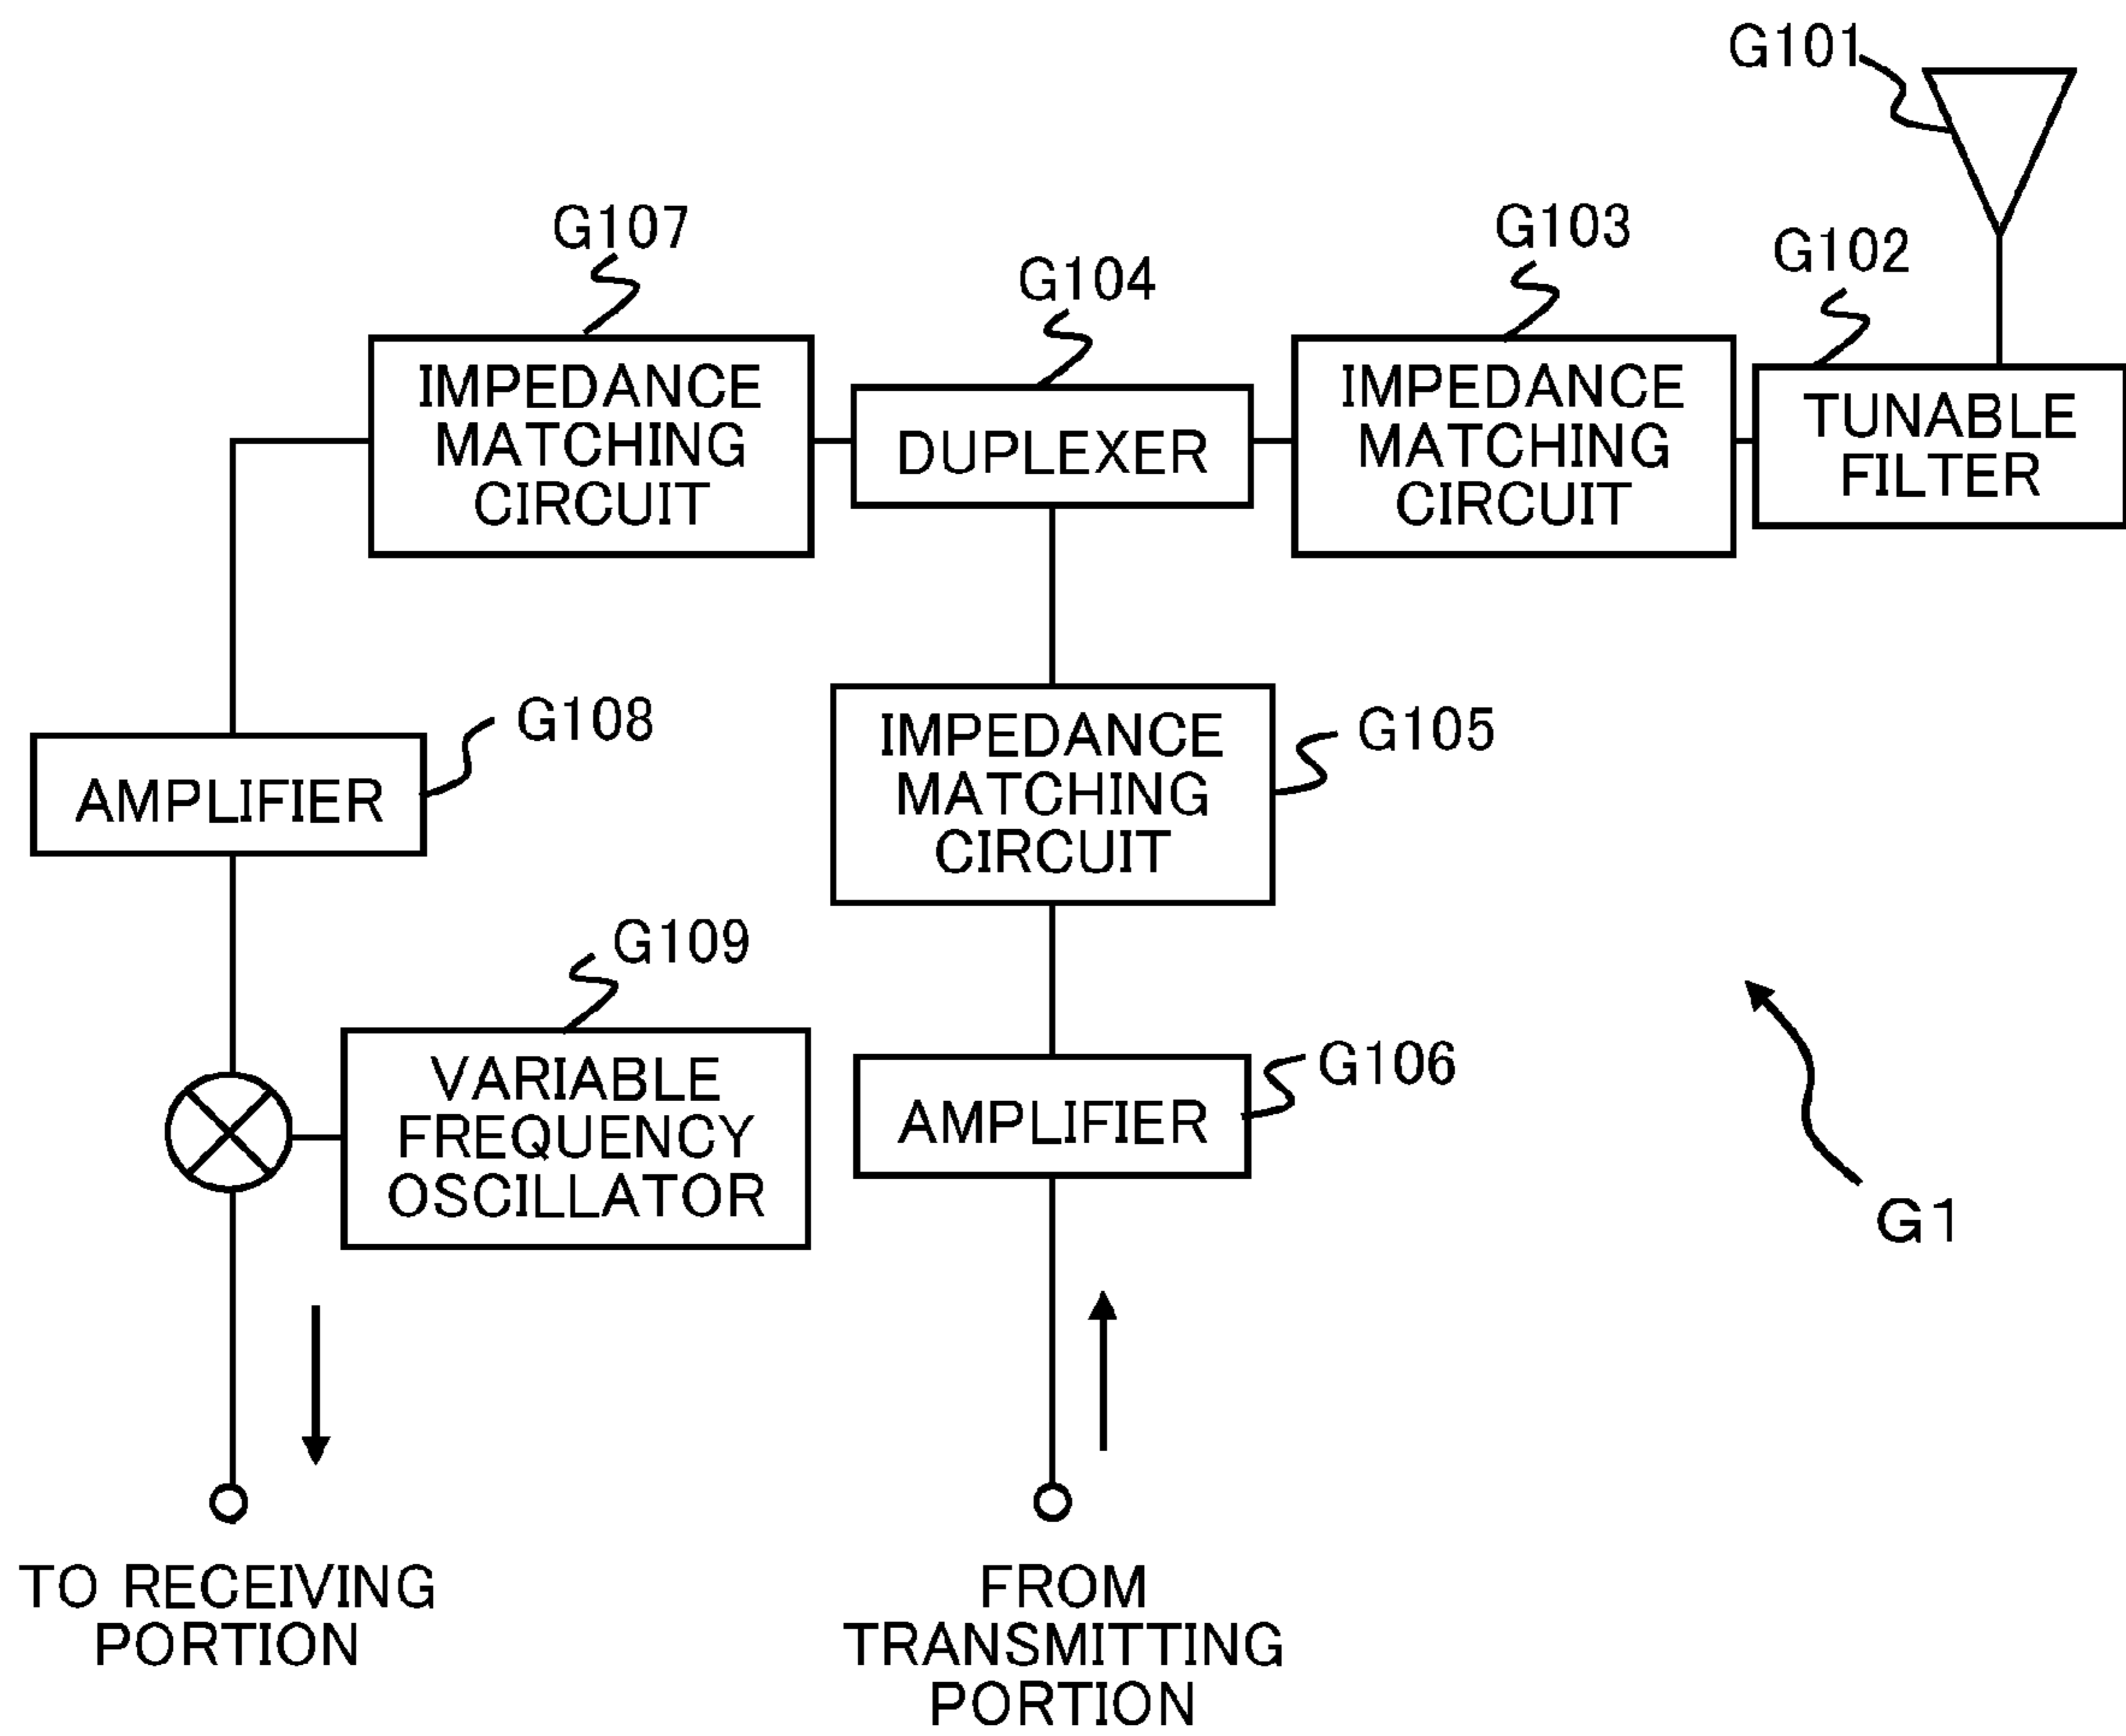 G101
G107
G103
G102
G104
IMPEDANCE
MATCHING
CIRCUIT
DUPLEXER
IMPEDANCE
MATCHING
CIRCUIT
TUNABLE
FILTER
G108
AMPLIFIER
IMPEDANCE
MATCHING
CIRCUIT
G105
G109
VARIABLE
FREQUENCY
OSCILLATOR
G106
AMPLIFIER
G1
TO RECEIVING
PORTION
FROM
TRANSMITTING
PORTION